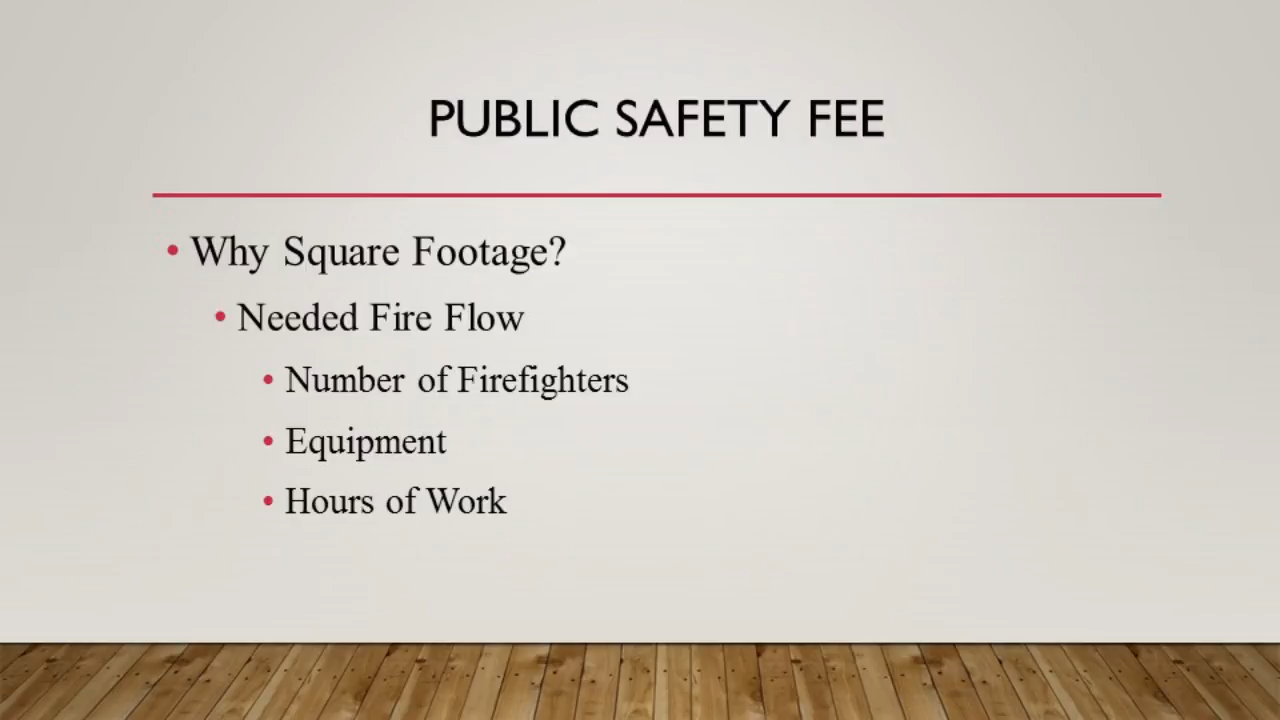 PUBLIC SAFETY FEE
• Why Square Footage?
• Needed Fire Flow
• Number of Firefighters
• Equipment
• Hours of Work